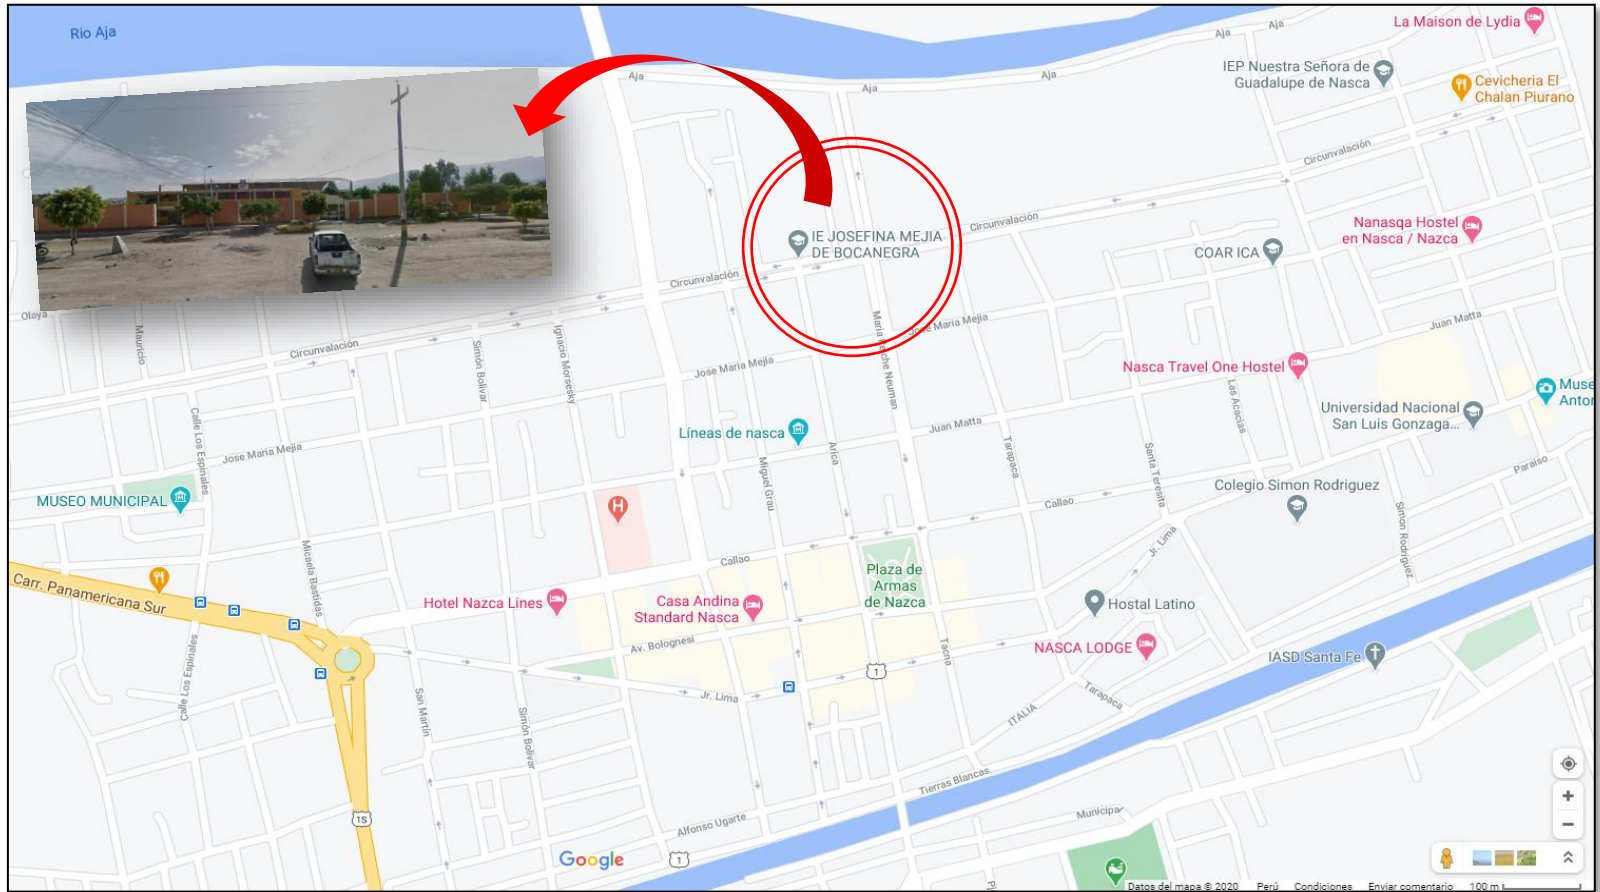 Rio Aja
La Maison de Lydia
Aja
Aja
IEP Nuestra Señora de
Guadalupe de Nasca
Aja
Aja
Aja
Cevicheria El
Chalan Piurano
Circunvalación
IE JOSEFINA MEJIA
DE BOCANEGRA
Circunvalación
Nanasqa Hostel
en Nasca / Nazca
COAR ICA
Circunvalación
Olaya
Mauricio
Circunvalación
Simón Bolivar
Ignacio Morsesky
Jose Maria Mejia
Maria Reiche Neuman
Jose Maria Mejia
Juan Matta
Nasca Travel One Hostel
Las Acacias
Muse
Antor
Universidad Nacional
San Luis Gonzaga...
Calle Los Espinales
Jose Maria Mejia
Líneas de nasca
Miguel Grau
Arica
Juan Matta
Tarapaca
Santa Teresita
Paraiso
MUSEO MUNICIPAL
H
Callao
Colegio Simon Rodriguez
Simon Rodriguez
Jr. Lima
Micaela Bastidas
Callao
Plaza de
Armas
de Nazca
Carr. Panamericana Sur
Hotel Nazca Lines
Casa Andina
Standard Nasca
Hostal Latino
Av. Bolognesi
Tacna
NASCA LODGE
IASD Santa Fe
Calle Los Espinales
San Martín
Simón Bolivar
Jr. Lima
1
Tarapaca
ITALIA
Tierras Blancas
1S
Alfonso Ugarte
Municipa
Google
1
Datos del mapa © 2020 Perú Condiciones Enviar comentario 100 m